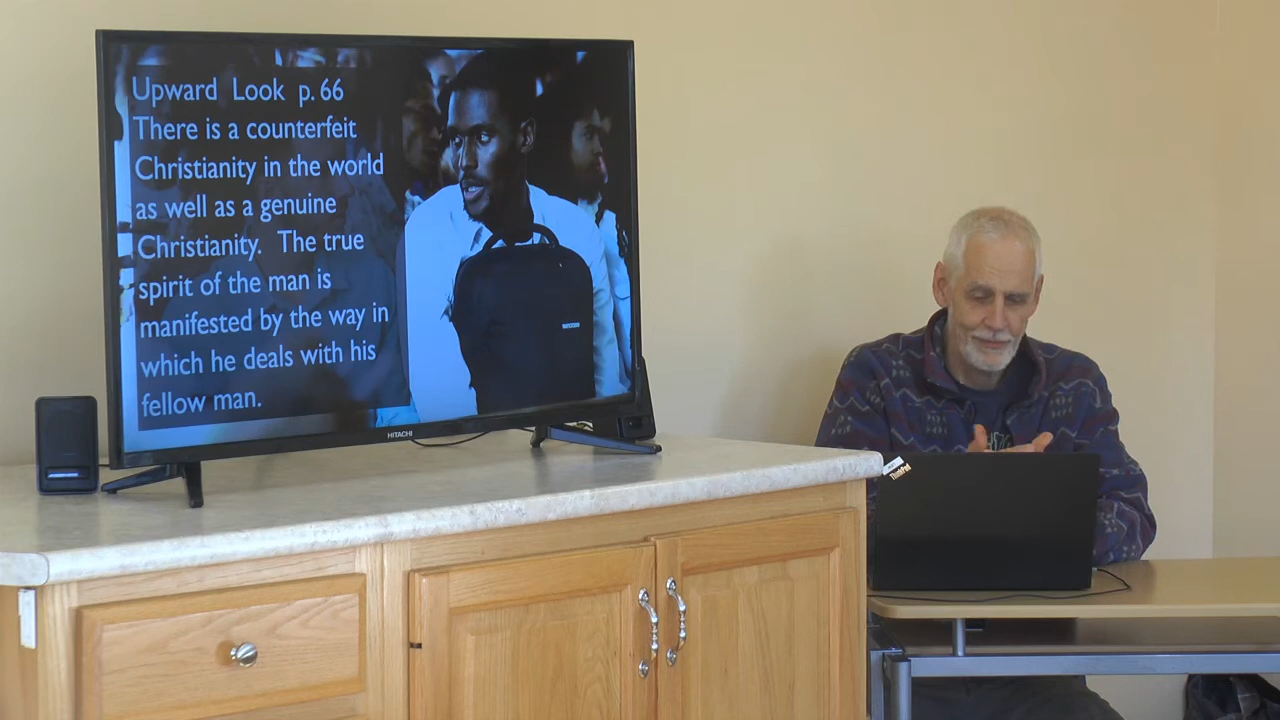 Upward Look p. 66
There is a counterfeit
Christianity in the world
as well as a genuine
Christianity. The true
spirit of the man is
manifested by the way in
which he deals with his
fellow man.
HITACHI
ThinkPad